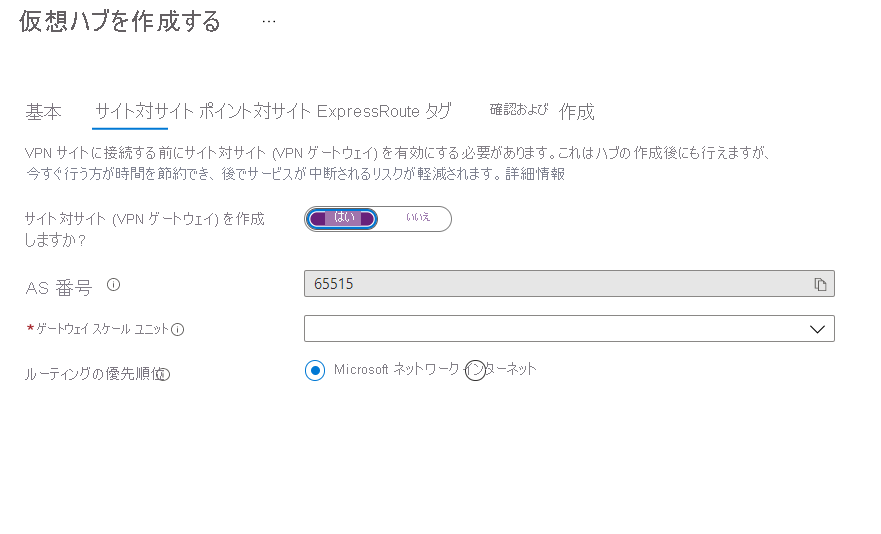 仮想ハブを作成する ...
基本 サイト対サイト ポイント対サイト ExpressRoute タグ 確認および 作成
VPN サイトに接続する前にサイト対サイト (VPN ゲートウェイ) を有効にする必要があります。これはハブの作成後にも行えますが、
今すぐ行う方が時間を節約でき、後でサービスが中断されるリスクが軽減されます。詳細情報
サイト対サイト (VPN ゲートウェイ) を作成 はい いいえ
しますか?
AS 番号 65515
*ゲートウェイ スケール ユニット
ルーティングの優先順位 Microsoft ネットワーク インターネット